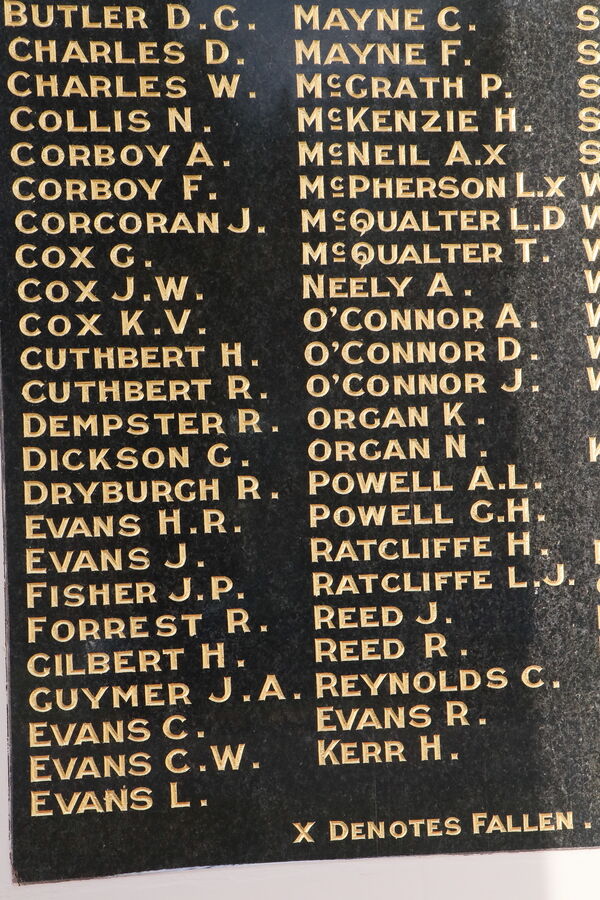 BUTLER D.G.
CHARLES D.
CHARLES W.
COLLIS N.
CORBOY A.
CORBOY F.
CORCORAN J.
COX G.
COX J.W.
COX K.V.
CUTHBERT H.
CUTHBERT R.
DEMPSTER R.
DICKSON G.
DRYBURGH R.
EVANS H.R.
EVANS J.
FISHER J.P.
FORREST R.
GILBERT H.
GUYMER J.A.
EVANS C.
EVANS C.W.
EVANS L.
MAYNE C.
MAYNE F.
McGRATH P.
McKENZIE H.
McNEIL A.X
McPHERSON L.X
McQUALTER L.D
McQUALTER T.
NEELY A.
O'CONNOR A.
O'CONNOR D.
O'CONNOR J.
ORGAN K.
ORGAN N.
POWELL A.L.
POWELL G.H.
RATCLIFFE H.
RATCLIFFE L.J.
REED J.
REED R.
REYNOLDS C.
EVANS R.
KERR H.
X DENOTES FALLEN.